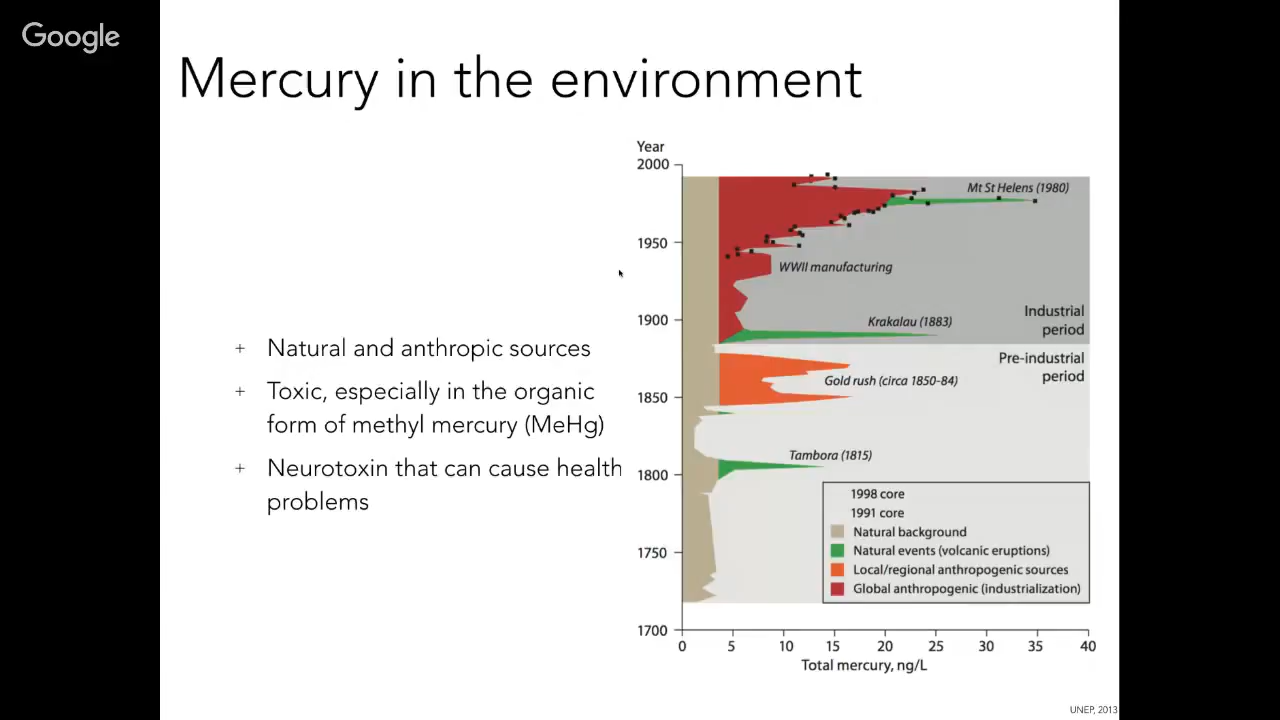 Google
Mercury in the environment
+ Natural and anthropic sources
+ Toxic, especially in the organic
form of methyl mercury (MeHg)
+ Neurotoxin that can cause health
problems
Year
2000
1950
1900
1850
1800
1750
1700
Mt St Helens (1980)
WWII manufacturing
Krakalau (1883)
Industrial
period
Pre-industrial
period
Gold rush (circa 1850-84)
Tambora (1815)
1998 core
1991 core
Natural background
Natural events (volcanic eruptions)
Local/regional anthropogenic sources
Global anthropogenic (industrialization)
0 5 10 15 20 25 30 35 40
Total mercury, ng/L
UNEP, 2013